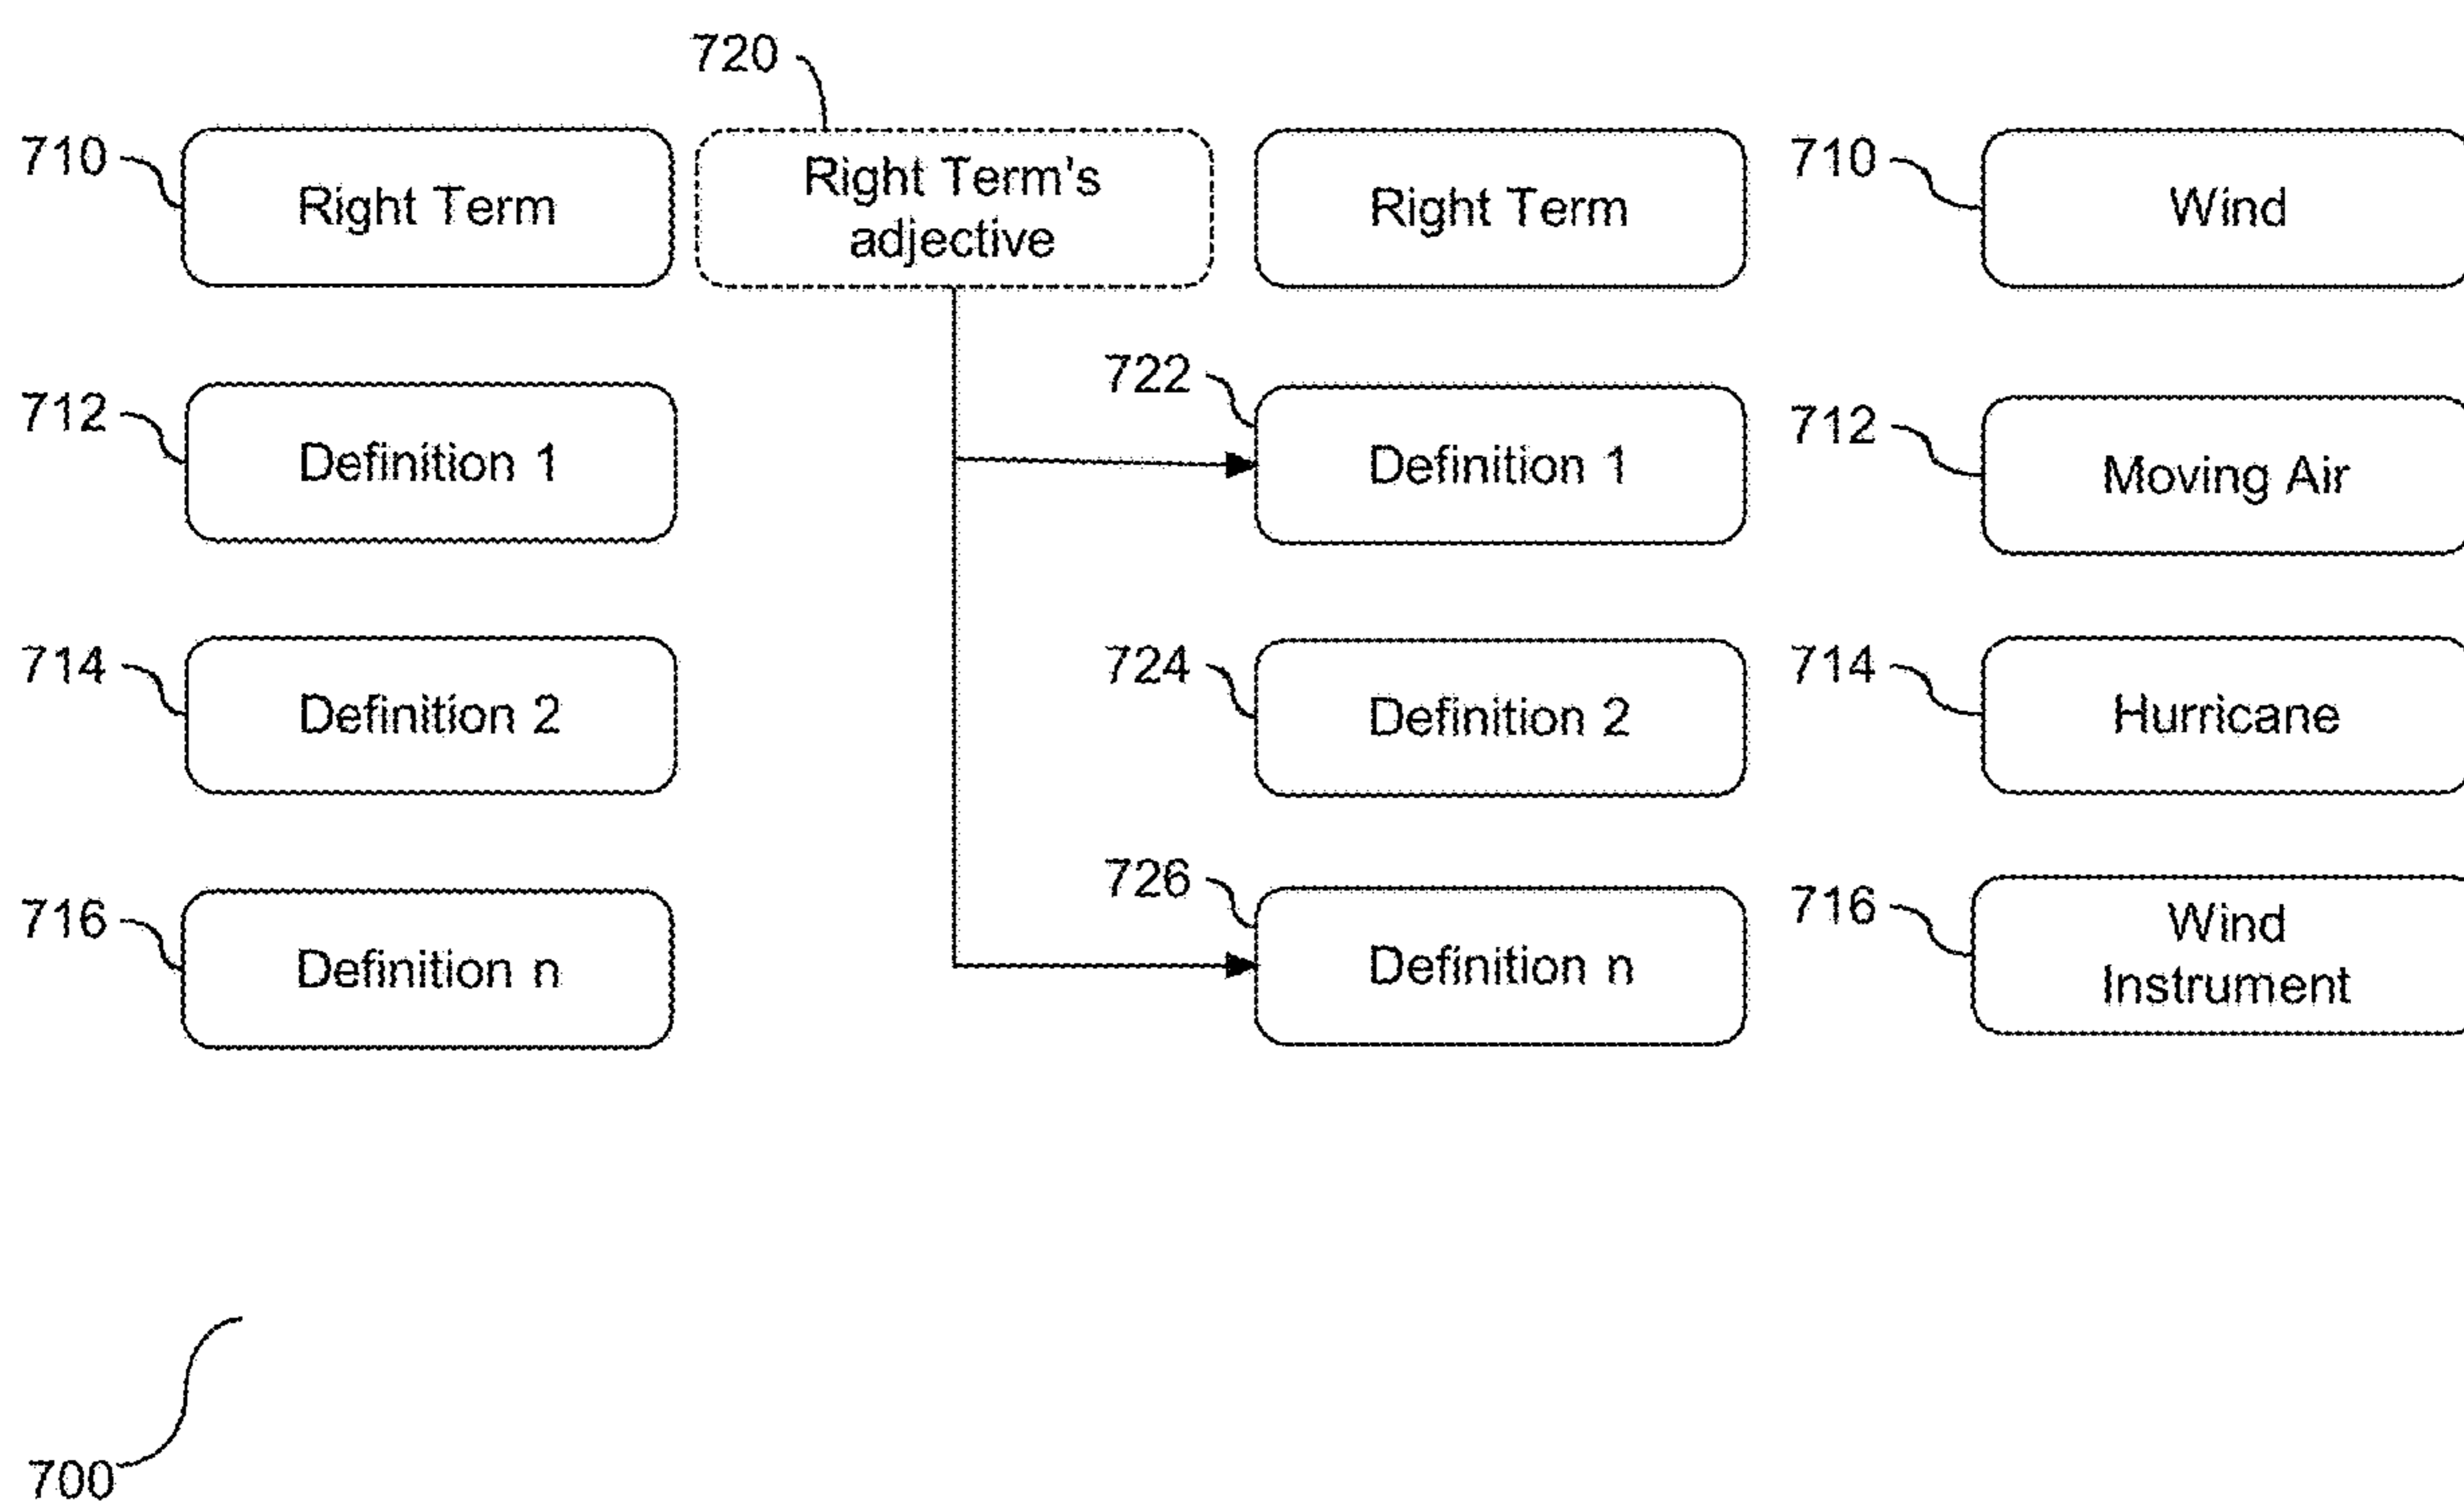 720
710
Right Term
Right Term's
adjective
Right Term
710
Wind
712
Definition 1
722
Definition 1
712
Moving Air
714
Definition 2
724
Definition 2
714
Hurricane
716
Definition n
726
Definition n
716
Wind
Instrument
700